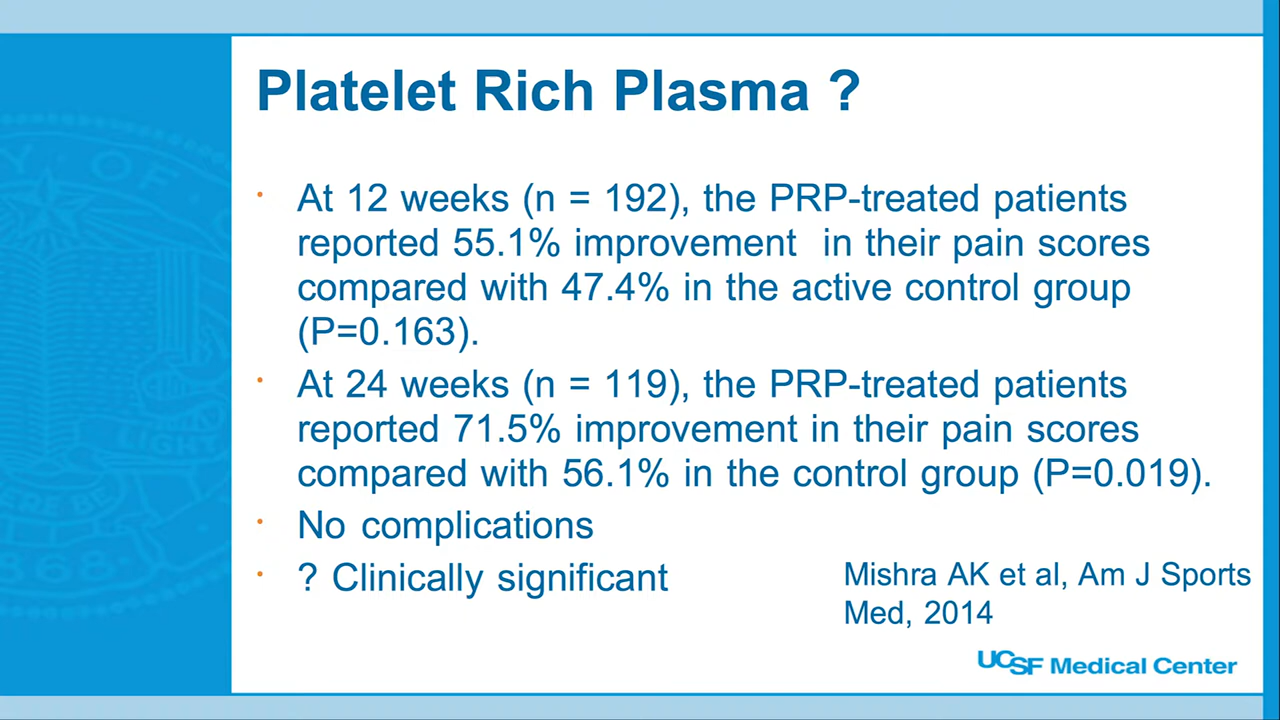 Platelet Rich Plasma ?
• At 12 weeks (n = 192), the PRP-treated patients
reported 55.1% improvement in their pain scores
compared with 47.4% in the active control group
(P=0.163).
• At 24 weeks (n = 119), the PRP-treated patients
reported 71.5% improvement in their pain scores
compared with 56.1% in the control group (P=0.019).
• No complications
• ? Clinically significant
Mishra AK et al, Am J Sports
Med, 2014
UCSF Medical Center
Y OF
LIGHT
1868